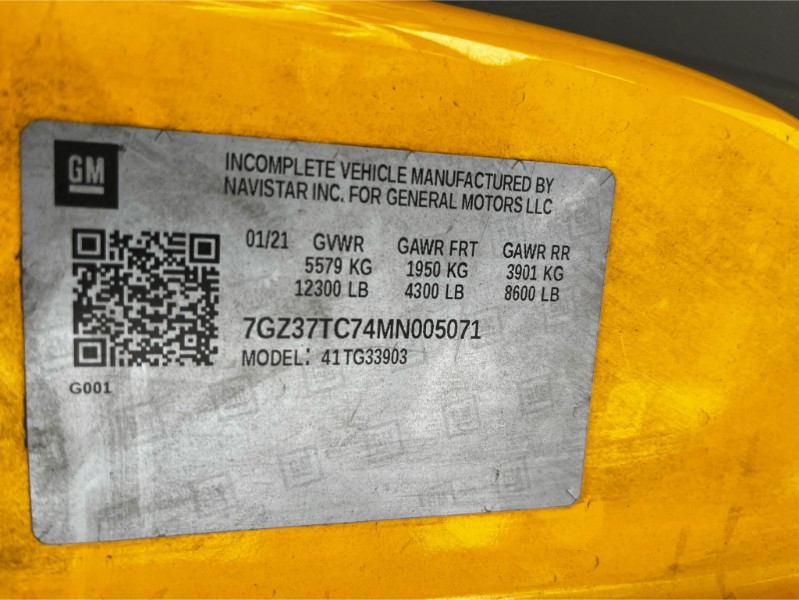 GM
INCOMPLETE VEHICLE MANUFACTURED BY
NAVISTAR INC. FOR GENERAL MOTORS LLC
01/21 GVWR GAWR FRT GAWR RR
5579 KG 1950 KG 3901 KG
12300 LB 4300 LB 8600 LB
7GZ37TC74MN005071
MODEL: 41TG33903
G001